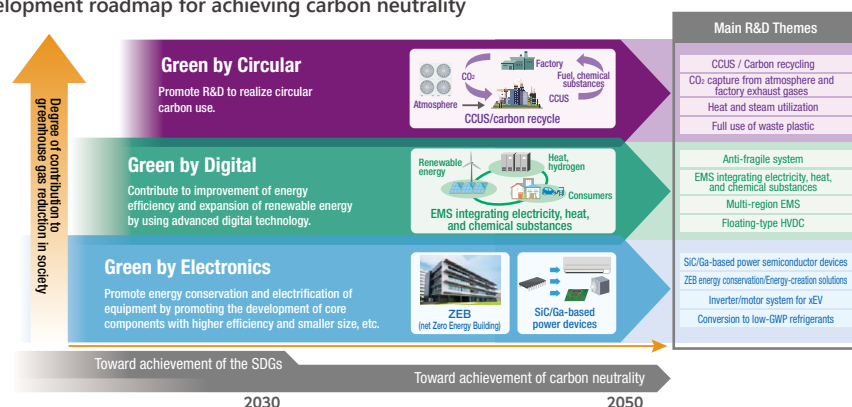 elopment roadmap for achieving carbon neutrality
Degree of contribution to
greenhouse gas reduction in society
Green by Circular
Promote R&D to realize circular
carbon use.
CO₂
Factory
Fuel, chemical
substances
Atmosphere
CCUS
CCUS/carbon recycle
Green by Digital
Contribute to improvement of energy
efficiency and expansion of renewable energy
by using advanced digital technology.
Renewable
energy
Heat,
hydrogen
Consumers
EMS integrating electricity, heat,
and chemical substances
Green by Electronics
Promote energy conservation and electrification of
equipment by promoting the development of core
components with higher efficiency and smaller size, etc.
ZEB
(net Zero Energy Building)
SiC/Ga-based
power devices
Main R&D Themes
CCUS / Carbon recycling
CO₂ capture from atmosphere and
factory exhaust gases
Heat and steam utilization
Full use of waste plastic
Anti-fragile system
EMS integrating electricity, heat,
and chemical substances
Multi-region EMS
Floating-type HVDC
SiC/Ga-based power semiconductor devices
ZEB energy conservation/Energy-creation solutions
Inverter/motor system for xEV
Conversion to low-GWP refrigerants
Toward achievement of the SDGs
Toward achievement of carbon neutrality
2030
2050